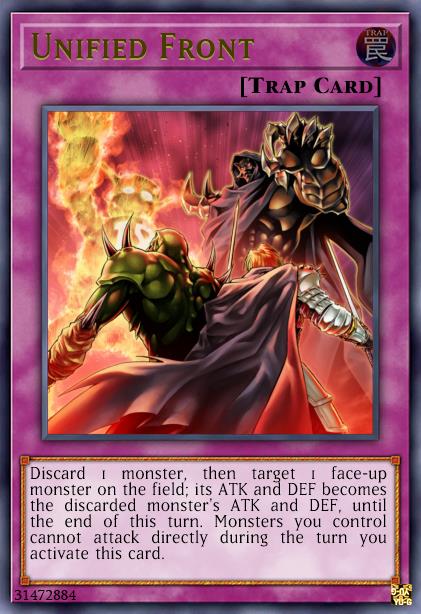 Unified Front
TRAP
罠
[Trap Card]
Discard 1 monster, then target 1 face-up
monster on the field; its ATK and DEF becomes
the discarded monster's ATK and DEF, until
the end of this turn. Monsters you control
cannot attack directly during the turn you
activate this card.
31472884